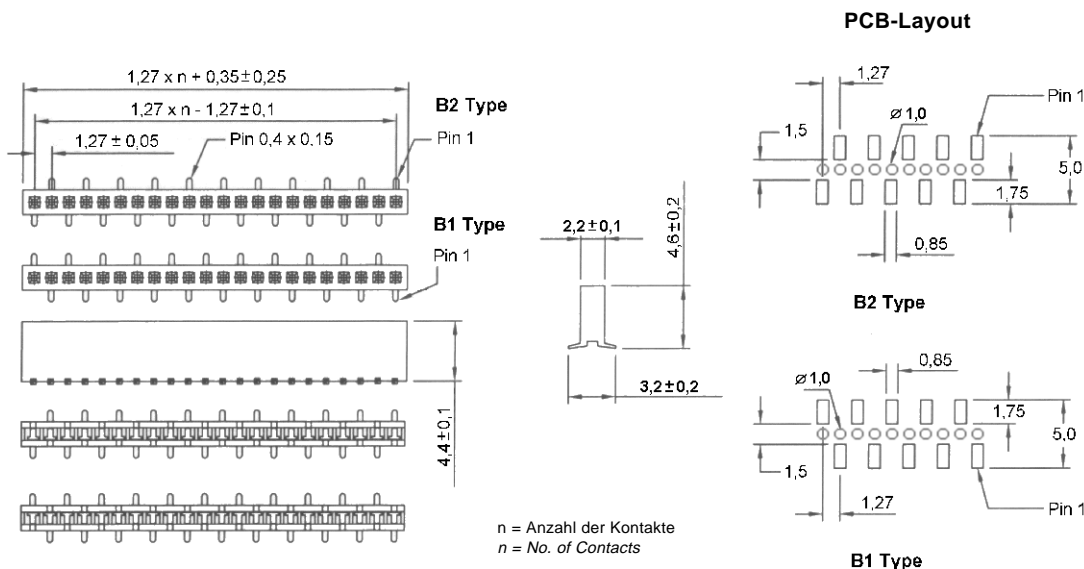 PCB-Layout
1,27 x n + 0,35±0,25
1,27 x n - 1,27±0,1
B2 Type
1,27 ± 0,05
Pin 0,4 x 0,15
Pin 1
B1 Type
Pin 1
4,4±0,1
2,2±0,1
4,6±0,2
3,2±0,2
n = Anzahl der Kontakte
n = No. of Contacts
1,27
Pin 1
1,5
⌀ 1,0
5,0
1,75
0,85
B2 Type
0,85
⌀ 1,0
1,75
5,0
1,5
Pin 1
1,27
B1 Type